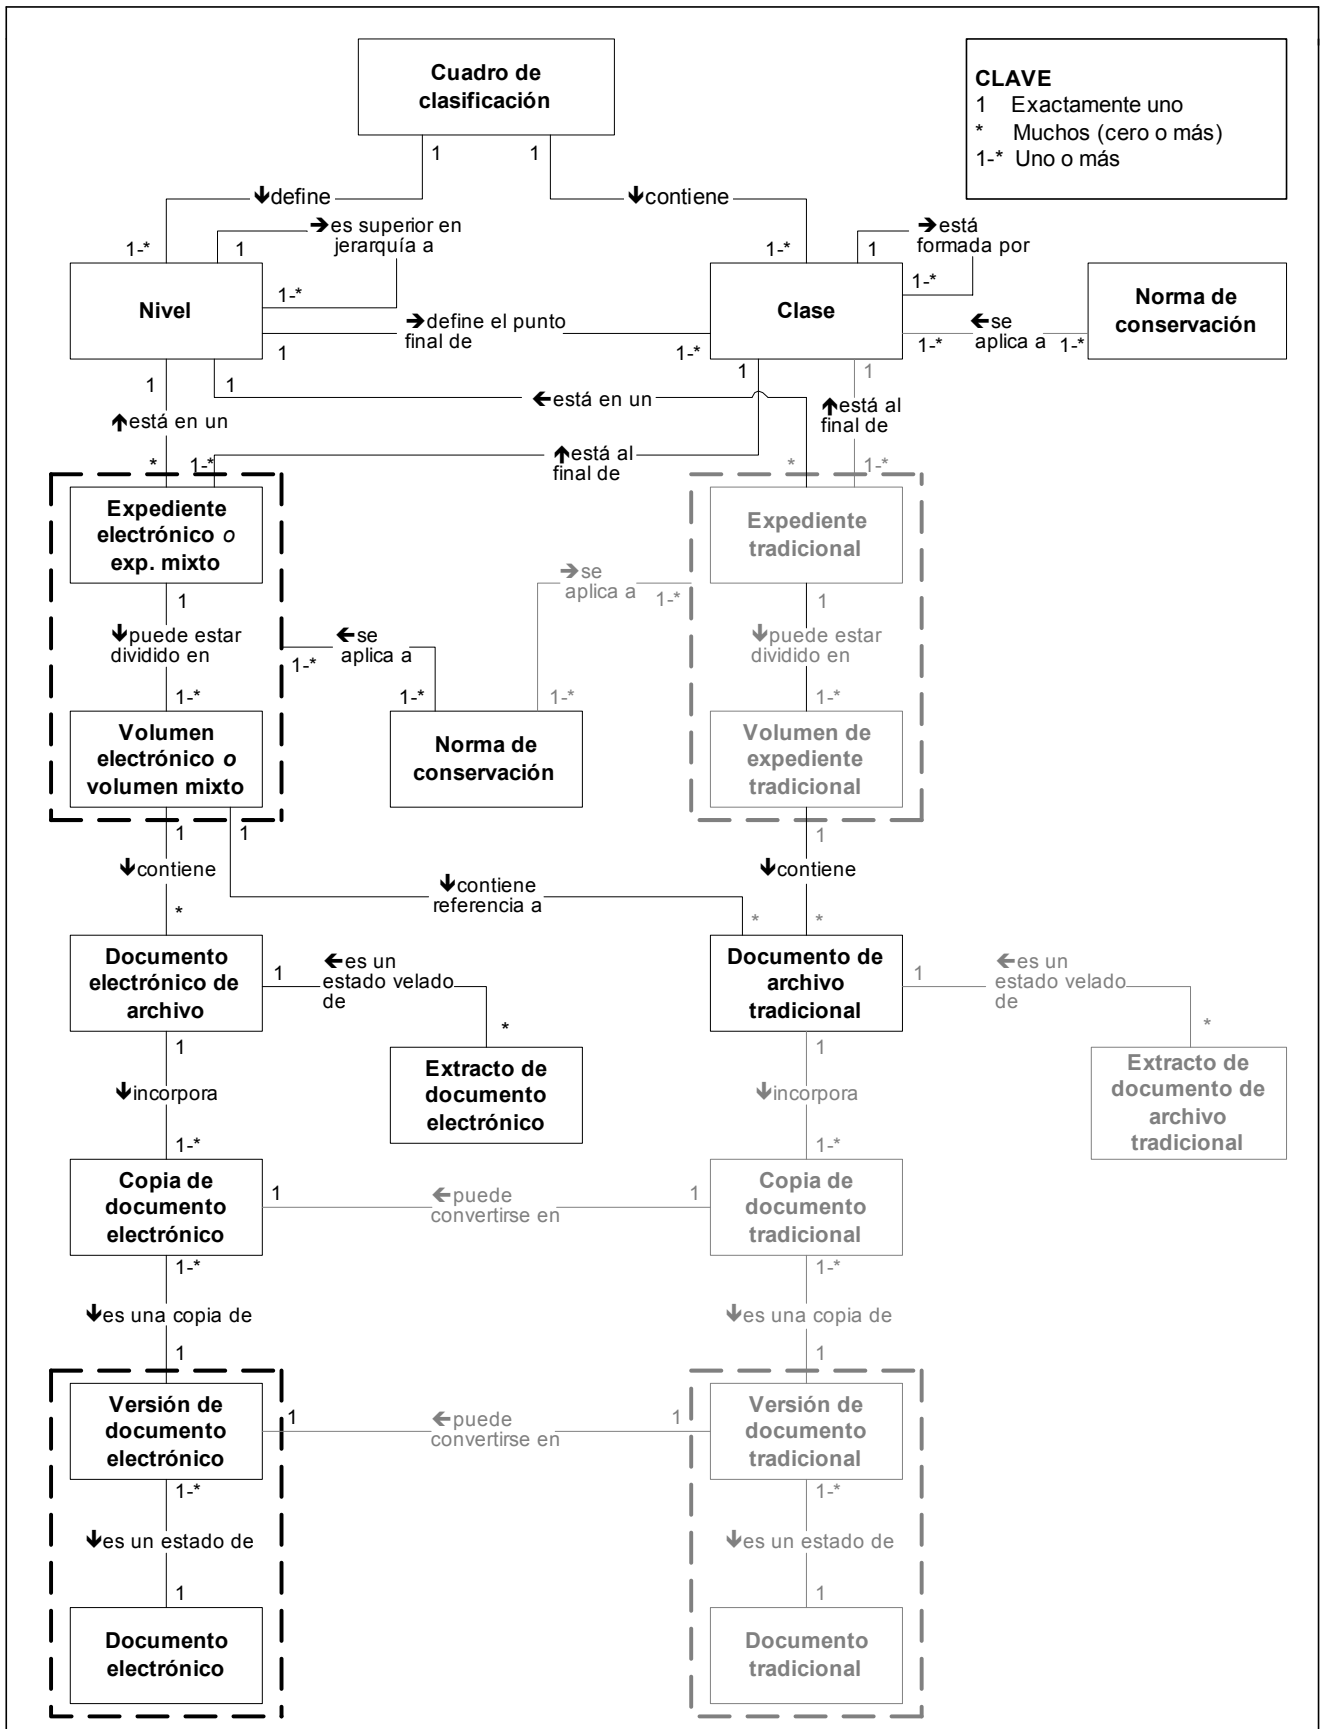 Cuadro de
clasificación
CLAVE
1 Exactamente uno
* Muchos (cero o más)
1-* Uno o más
1
1
🡻define
🡻contiene
1-*
1
➔es superior en
jerarquía a
1-*
1-*
1
➔está
formada por
1-*
Nivel
Clase
Norma de
conservación
1
➔define el punto
final de
1-*
1-*
←se
aplica a
1-*
1
1
1
1
←está en un
↑está en un
↑está al
final de
↑está al
final de
*
1-*
*
1-*
Expediente
electrónico o
exp. mixto
Expediente
tradicional
1
1
➔se
aplica a
1-*
1-*
↓puede estar
dividido en
↓puede estar
dividido en
←se
aplica a
1-*
1-*
1-*
1-*
Volumen
electrónico o
volumen mixto
Norma de
conservación
Volumen de
expediente
tradicional
1
1
1
↓contiene
↓contiene
↓contiene
referencia a
*
*
*
Documento
electrónico de
archivo
1
←es un
estado velado
de
*
Documento de
archivo
tradicional
1
←es un
estado velado
de
*
Extracto de
documento
electrónico
Extracto de
documento de
archivo
tradicional
1
1
↓incorpora
↓incorpora
1-*
1-*
Copia de
documento
electrónico
1
←puede
convertirse en
1
Copia de
documento
tradicional
1-*
1-*
↓es una copia de
↓es una copia de
1
1
Versión de
documento
electrónico
1
←puede
convertirse en
1
Versión de
documento
tradicional
1-*
1-*
↓es un estado de
↓es un estado de
1
1
Documento
electrónico
Documento
tradicional